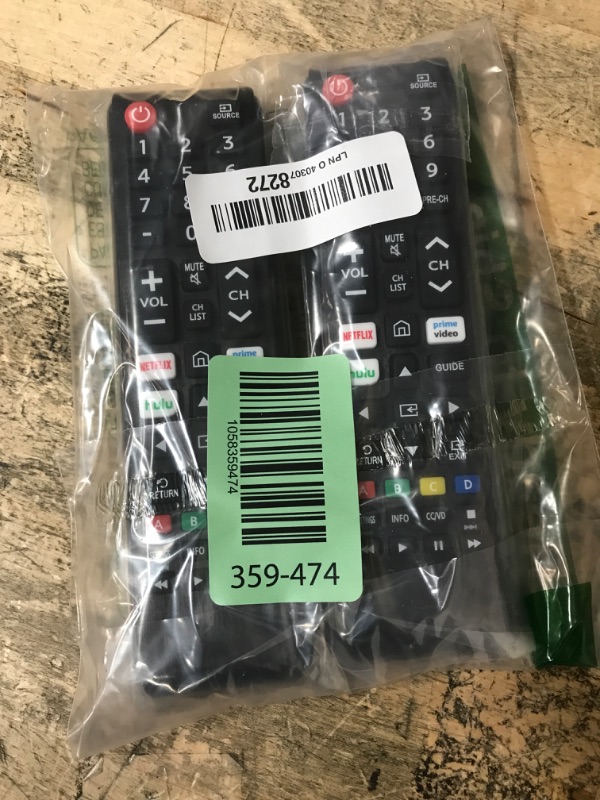 SOURCE
1 2 3
4 5 6
7 8
- 0
+
VOL
-
MUTE
CH
LIST
CH
NETFLIX
prime
hulu
RETURN
A B
INFO
SOURCE
1 2 3
6
9
PRE-CH
+
VOL
-
MUTE
CH
LIST
CH
NETFLIX
prime
video
hulu
GUIDE
RETURN
EXIT
A B C D
INFO
CC/VD
LPN O 403078272
1058359474
359-474